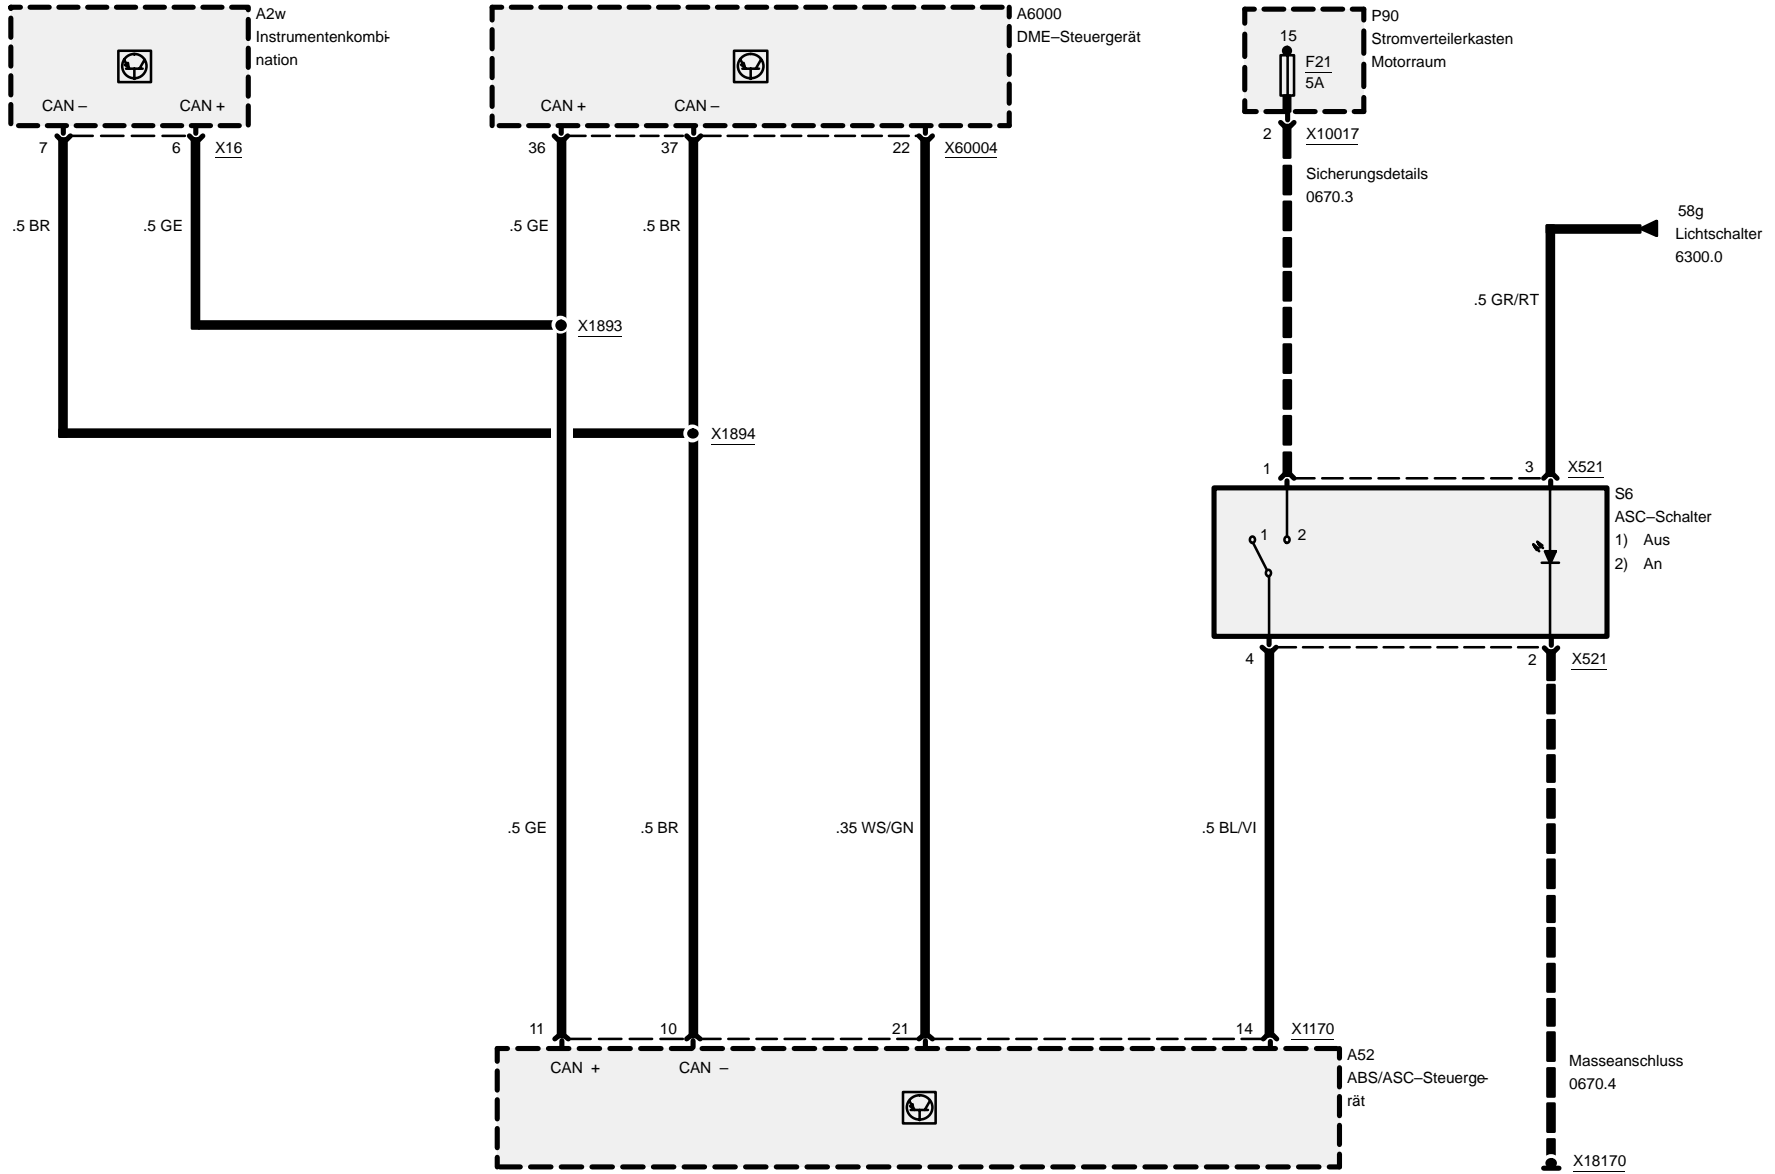 A2w
Instrumentenkombi-
nation
CAN –
CAN +
7
6
X16
.5 BR
.5 GE
A6000
DME–Steuergerät
CAN +
CAN –
36
37
22
X60004
.5 GE
.5 BR
P90
Stromverteilerkasten
Motorraum
15
F21
5A
2
X10017
Sicherungsdetails
0670.3
58g
Lichtschalter
6300.0
.5 GR/RT
X1893
X1894
1
3
X521
S6
ASC–Schalter
1) Aus
2) An
1
2
4
2
X521
.5 GE
.5 BR
.35 WS/GN
.5 BL/VI
11
10
21
14
X1170
CAN +
CAN –
A52
ABS/ASC–Steuerge-
rät
Masseanschluss
0670.4
X18170